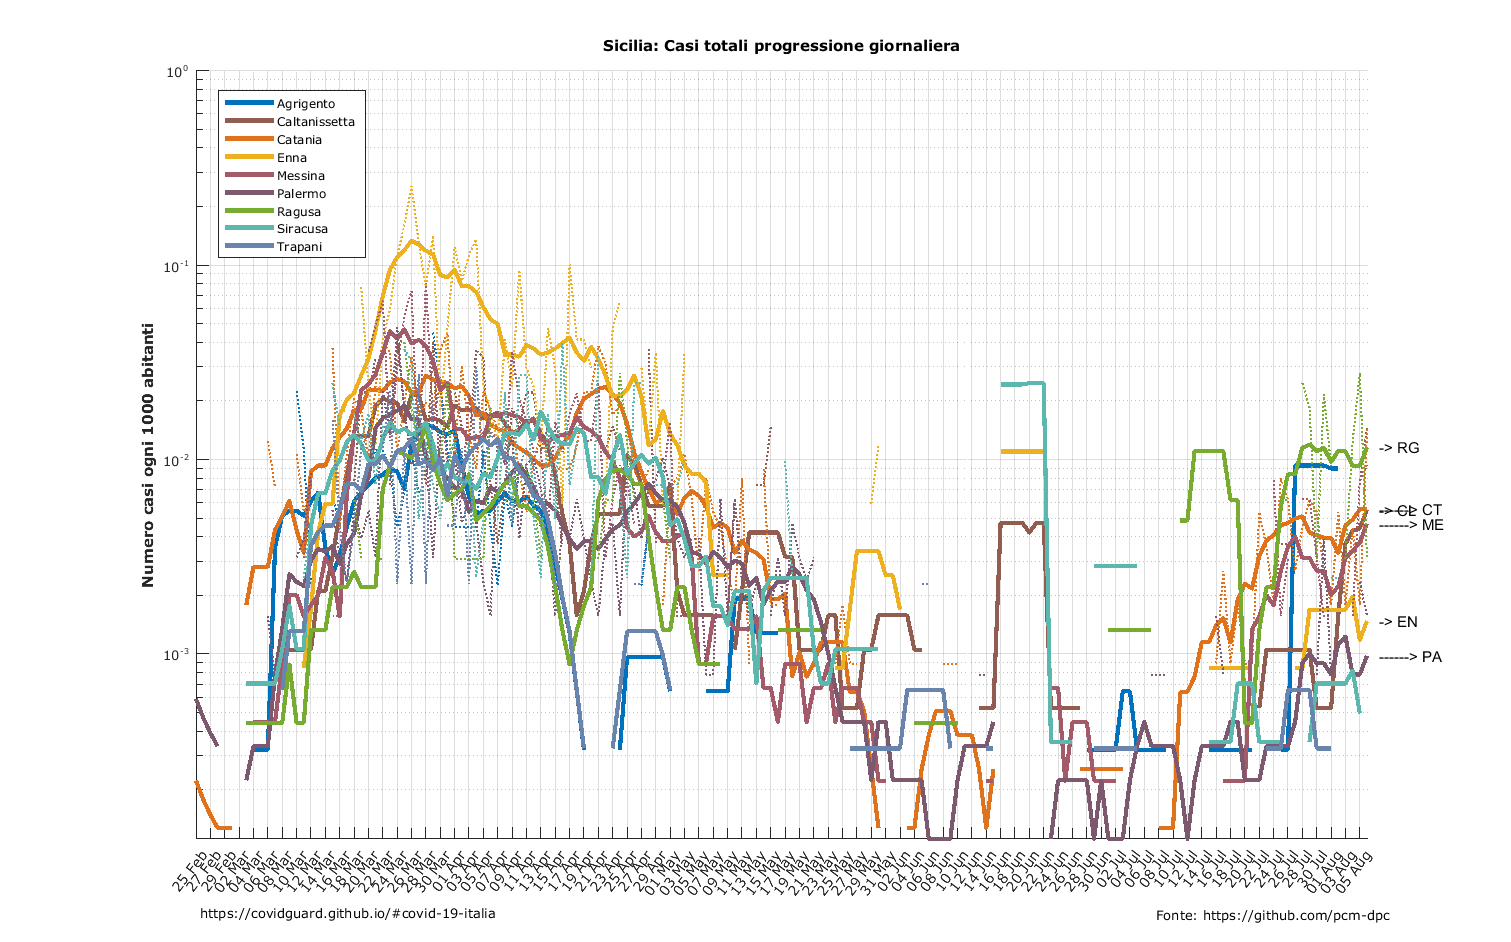 Sicilia: Casi totali progressione giornaliera
Numero casi ogni 1000 abitanti
10^0
10^-1
10^-2
10^-3
Agrigento
Caltanissetta
Catania
Enna
Messina
Palermo
Ragusa
Siracusa
Trapani
-> RG
-> CL
------> CT
------> ME
-> EN
------> PA
25 Feb
27 Feb
29 Feb
02 Mar
04 Mar
06 Mar
08 Mar
10 Mar
12 Mar
14 Mar
16 Mar
18 Mar
20 Mar
22 Mar
24 Mar
26 Mar
28 Mar
30 Mar
01 Apr
03 Apr
05 Apr
07 Apr
09 Apr
11 Apr
13 Apr
15 Apr
17 Apr
19 Apr
21 Apr
23 Apr
25 Apr
27 Apr
29 Apr
01 May
03 May
05 May
07 May
09 May
11 May
13 May
15 May
17 May
19 May
21 May
23 May
25 May
27 May
29 May
31 May
02 Jun
04 Jun
06 Jun
08 Jun
10 Jun
12 Jun
14 Jun
16 Jun
18 Jun
20 Jun
22 Jun
24 Jun
26 Jun
28 Jun
30 Jun
02 Jul
04 Jul
06 Jul
08 Jul
10 Jul
12 Jul
14 Jul
16 Jul
18 Jul
20 Jul
22 Jul
24 Jul
26 Jul
28 Jul
30 Jul
01 Aug
03 Aug
05 Aug
https://covidguard.github.io/#covid-19-italia
Fonte: https://github.com/pcm-dpc